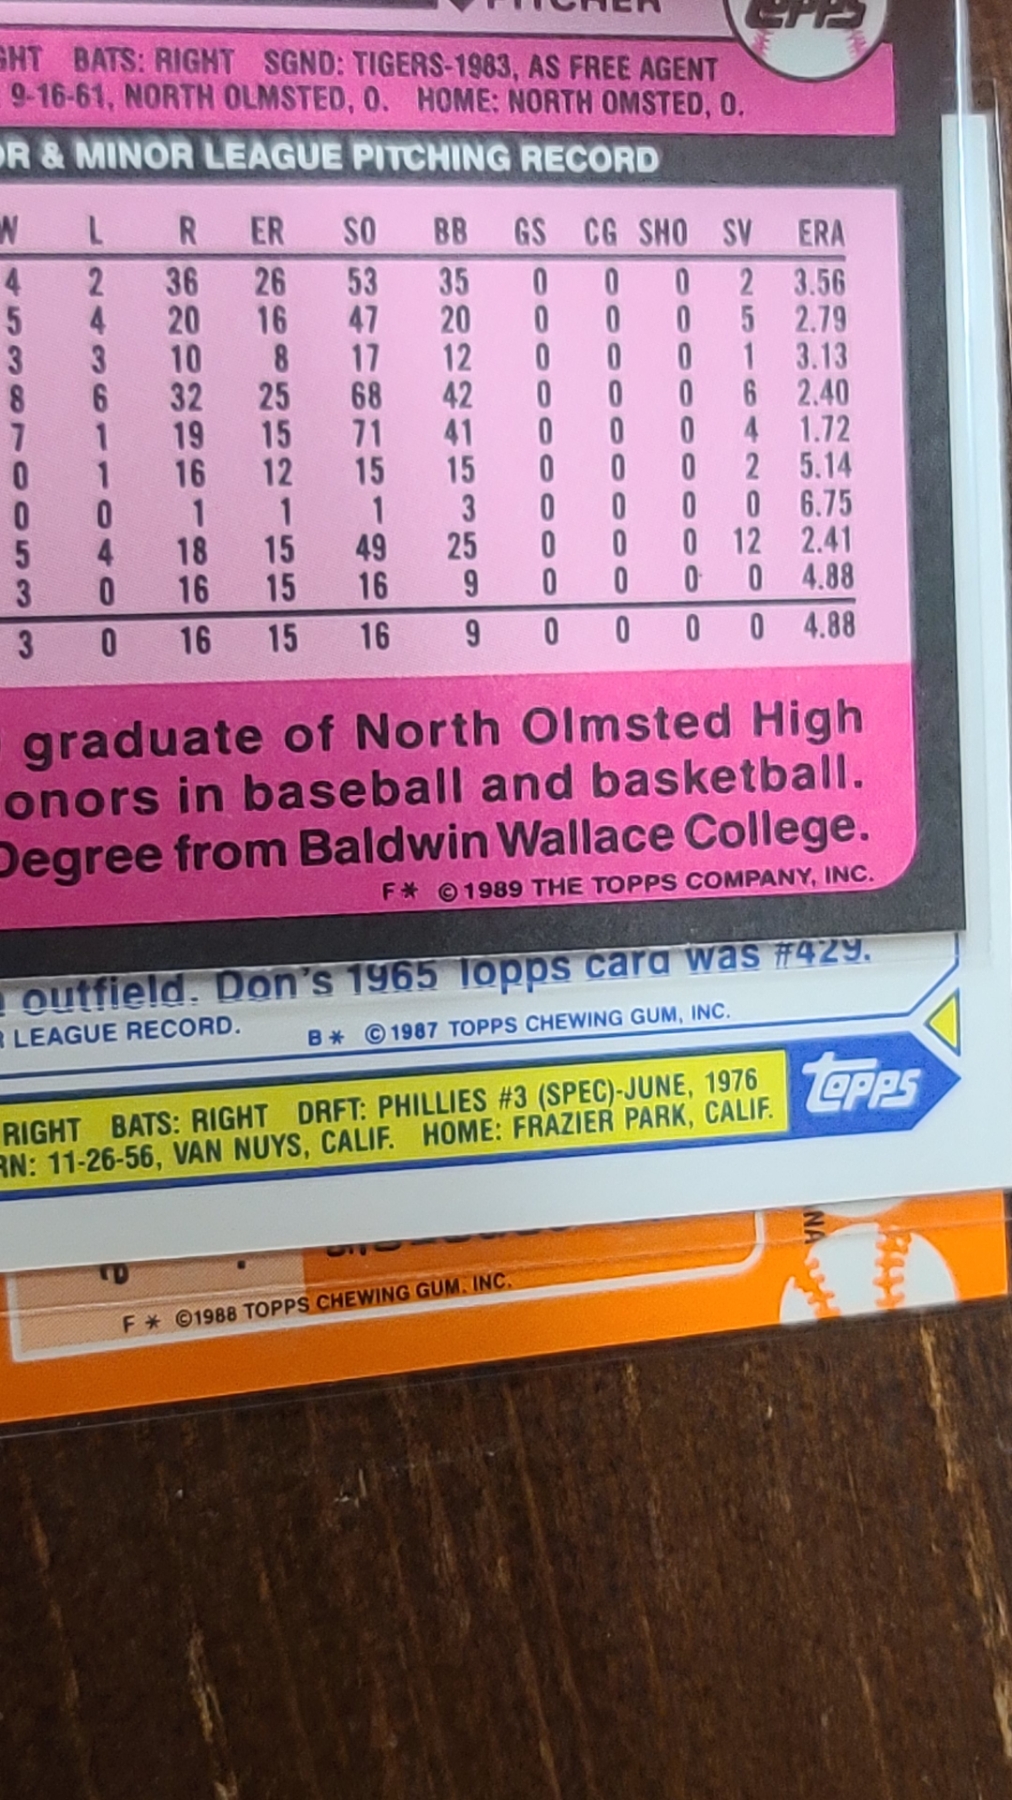 PITCHER
TOPPS
GHT BATS: RIGHT SGND: TIGERS-1983, AS FREE AGENT
9-16-61, NORTH OLMSTED, O. HOME: NORTH OMSTED, O.
OR & MINOR LEAGUE PITCHING RECORD
W L R ER SO BB GS CG SHO SV ERA
4 2 36 26 53 35 0 0 0 2 3.56
5 4 20 16 47 20 0 0 0 5 2.79
3 3 10 8 17 12 0 0 0 1 3.13
8 6 32 25 68 42 0 0 0 6 2.40
7 1 19 15 71 41 0 0 0 4 1.72
0 1 16 12 15 15 0 0 0 2 5.14
0 0 1 1 1 3 0 0 0 0 6.75
5 4 18 15 49 25 0 0 0 12 2.41
3 0 16 15 16 9 0 0 0 0 4.88
3 0 16 15 16 9 0 0 0 0 4.88
graduate of North Olmsted High
onors in baseball and basketball.
Degree from Baldwin Wallace College.
F* © 1989 THE TOPPS COMPANY, INC.
outfield. Don's 1965 Topps card was #429.
R LEAGUE RECORD. B* © 1987 TOPPS CHEWING GUM, INC.
RIGHT BATS: RIGHT DRFT: PHILLIES #3 (SPEC)-JUNE, 1976
RN: 11-26-56, VAN NUYS, CALIF. HOME: FRAZIER PARK, CALIF.
TOPPS
NA
F * ©1988 TOPPS CHEWING GUM. INC.